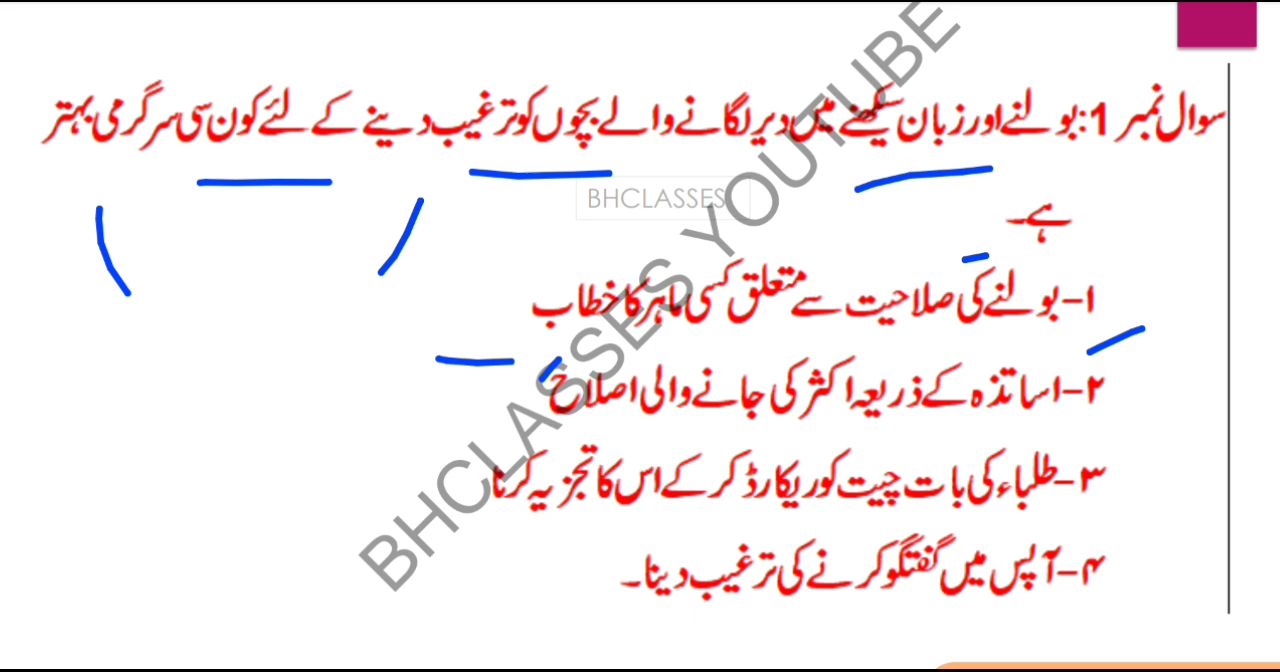 سوال نمبر 1: بولنے اور زبان سیکھنے میں دیر لگانے والے بچوں کو ترغیب دینے کے لئے کون سی سرگرمی بہتر
ہے۔
BHCLASSES
۱- بولنے کی صلاحیت سے متعلق کسی ماہر کا خطاب
۲- اساتذہ کے ذریعہ اکثر کی جانے والی اصلاح
۳- طلباء کی بات چیت کو ریکارڈ کر کے اس کا تجزیہ کرنا
۴- آپس میں گفتگو کرنے کی ترغیب دینا۔
BHCLASSES YOUTUBE